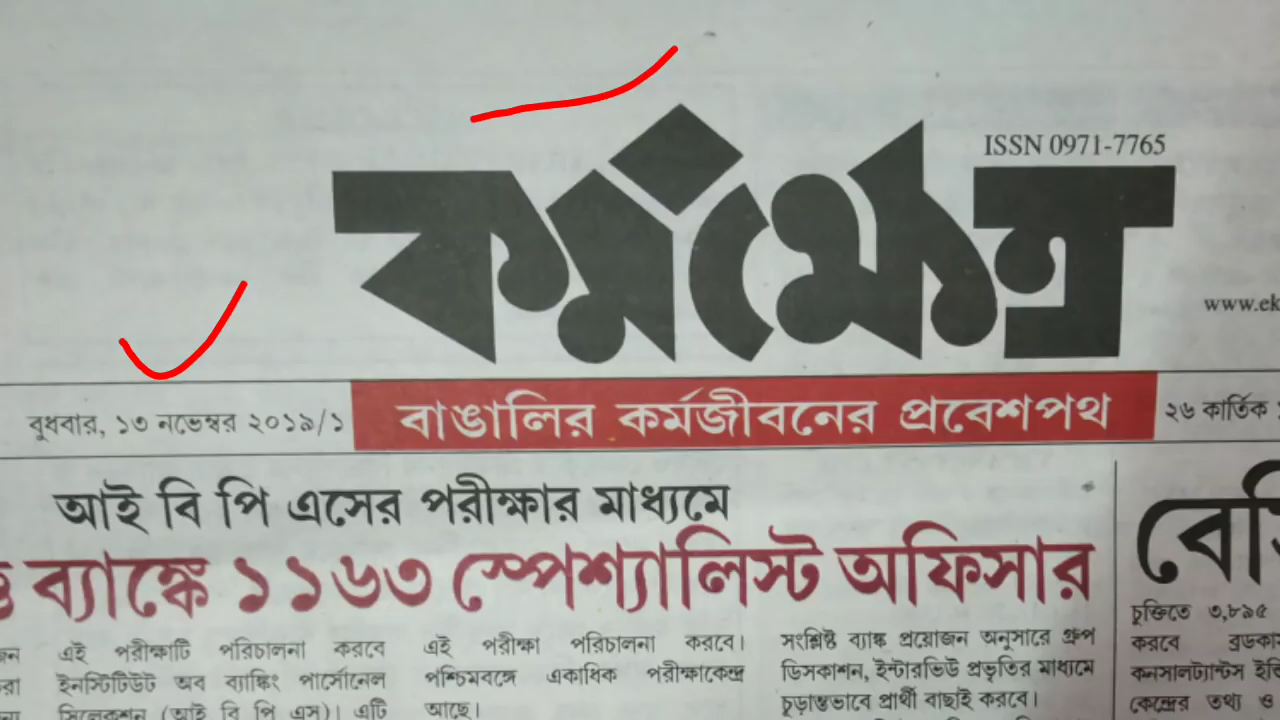 ISSN 0971-7765
কর্মক্ষেত্র
www.ek
বুধবার, ১৩ নভেম্বর ২০১৯/১
বাঙালির কর্মজীবনের প্রবেশপথ
২৬ কার্তিক
আই বি পি এসের পরীক্ষার মাধ্যমে
ব্যাঙ্কে ১১৬৩ স্পেশ্যালিস্ট অফিসার
এই পরীক্ষাটি পরিচালনা করবে
ইনস্টিটিউট অব ব্যাঙ্কিং পার্সোনেল
সিলেকশন (আই বি পি এস)। এটি
এই পরীক্ষা পরিচালনা করবে।
পশ্চিমবঙ্গে একাধিক পরীক্ষাকেন্দ্র
আছে।
সংশ্লিষ্ট ব্যাঙ্ক প্রয়োজন অনুসারে গ্রুপ
ডিসকাশন, ইন্টারভিউ প্রভৃতির মাধ্যমে
চূড়ান্তভাবে প্রার্থী বাছাই করবে।
চুক্তিতে ৩,৮৯৫
করবে ব্রডকা
কনসালট্যান্টস ইন্ডি
কেন্দ্রের তথ্য ও